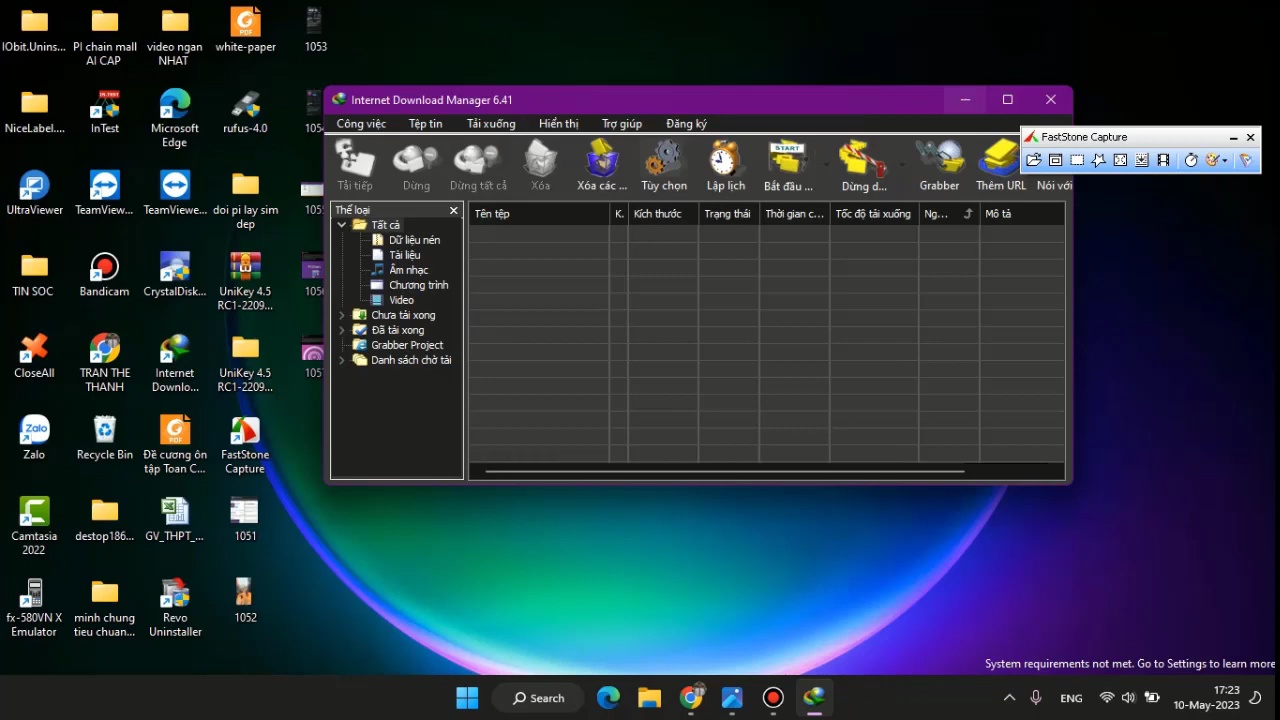 IObit.Unins...
PI chain mall
AI CAP
video ngan
NHAT
white-paper
1053
NiceLabel....
InTest
Microsoft
Edge
rufus-4.0
UltraViewer
TeamView...
TeamViewe...
doi pi lay sim
dep
TIN SOC
Bandicam
CrystalDisk...
UniKey 4.5
RC1-2209...
CloseAll
TRAN THE
THANH
Internet
Downlo...
UniKey 4.5
RC1-2209...
Zalo
Recycle Bin
Đề cương ôn
tập Toan C...
FastStone
Capture
Camtasia
2022
destop186...
GV_THPT_...
1051
fx-580VN X
Emulator
minh chung
tieu chuan...
Revo
Uninstaller
1052
Internet Download Manager 6.41
Công việc Tệp tin Tải xuống Hiển thị Trợ giúp Đăng ký
Tải tiếp Dừng Dừng tất cả Xóa Xóa các ... Tùy chọn Lập lịch Bắt đầu ... Dừng d... Grabber Thêm URL Nói với
Thể loại
Tất cả
Dữ liệu nén
Tài liệu
Âm nhạc
Chương trình
Video
Chưa tải xong
Đã tải xong
Grabber Project
Danh sách chờ tải
Tên tệp K. Kích thước Trạng thái Thời gian c... Tốc độ tải xuống Ng... Mô tả
FastStone Capture
System requirements not met. Go to Settings to learn more
Search
ENG
17:23
10-May-2023